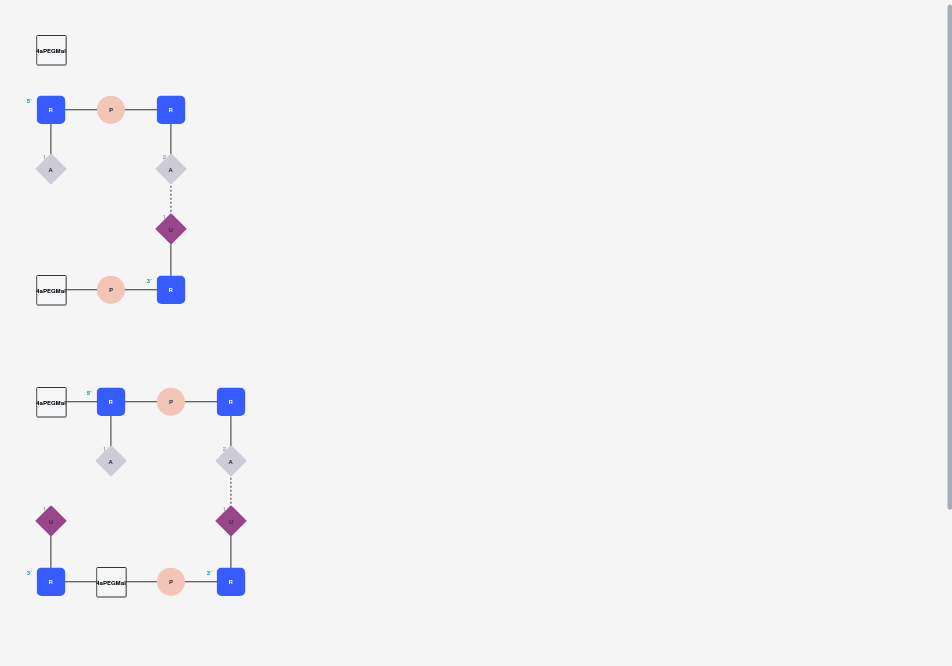 4aPEGMal
5' R P R
1 A 2 A
1 U
4aPEGMal P 3' R
4aPEGMal 5' R P R
1 A 2 A
1 U 1 U
3' R 4aPEGMal P 3' R